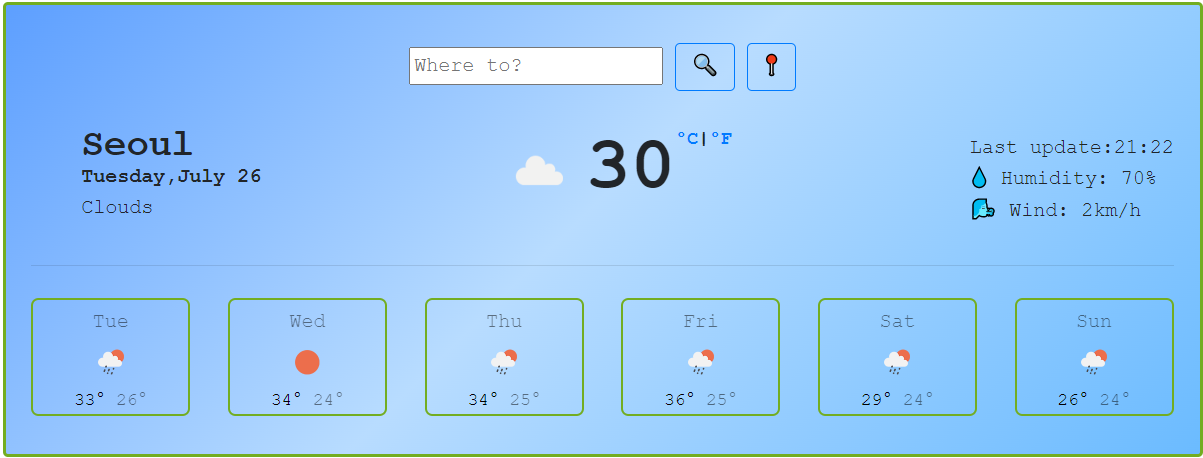 Where to?
Seoul
Tuesday,July 26
Clouds
30 °C|°F
Last update:21:22
Humidity: 70%
Wind: 2km/h
Tue
33° 26°
Wed
34° 24°
Thu
34° 25°
Fri
36° 25°
Sat
29° 24°
Sun
26° 24°